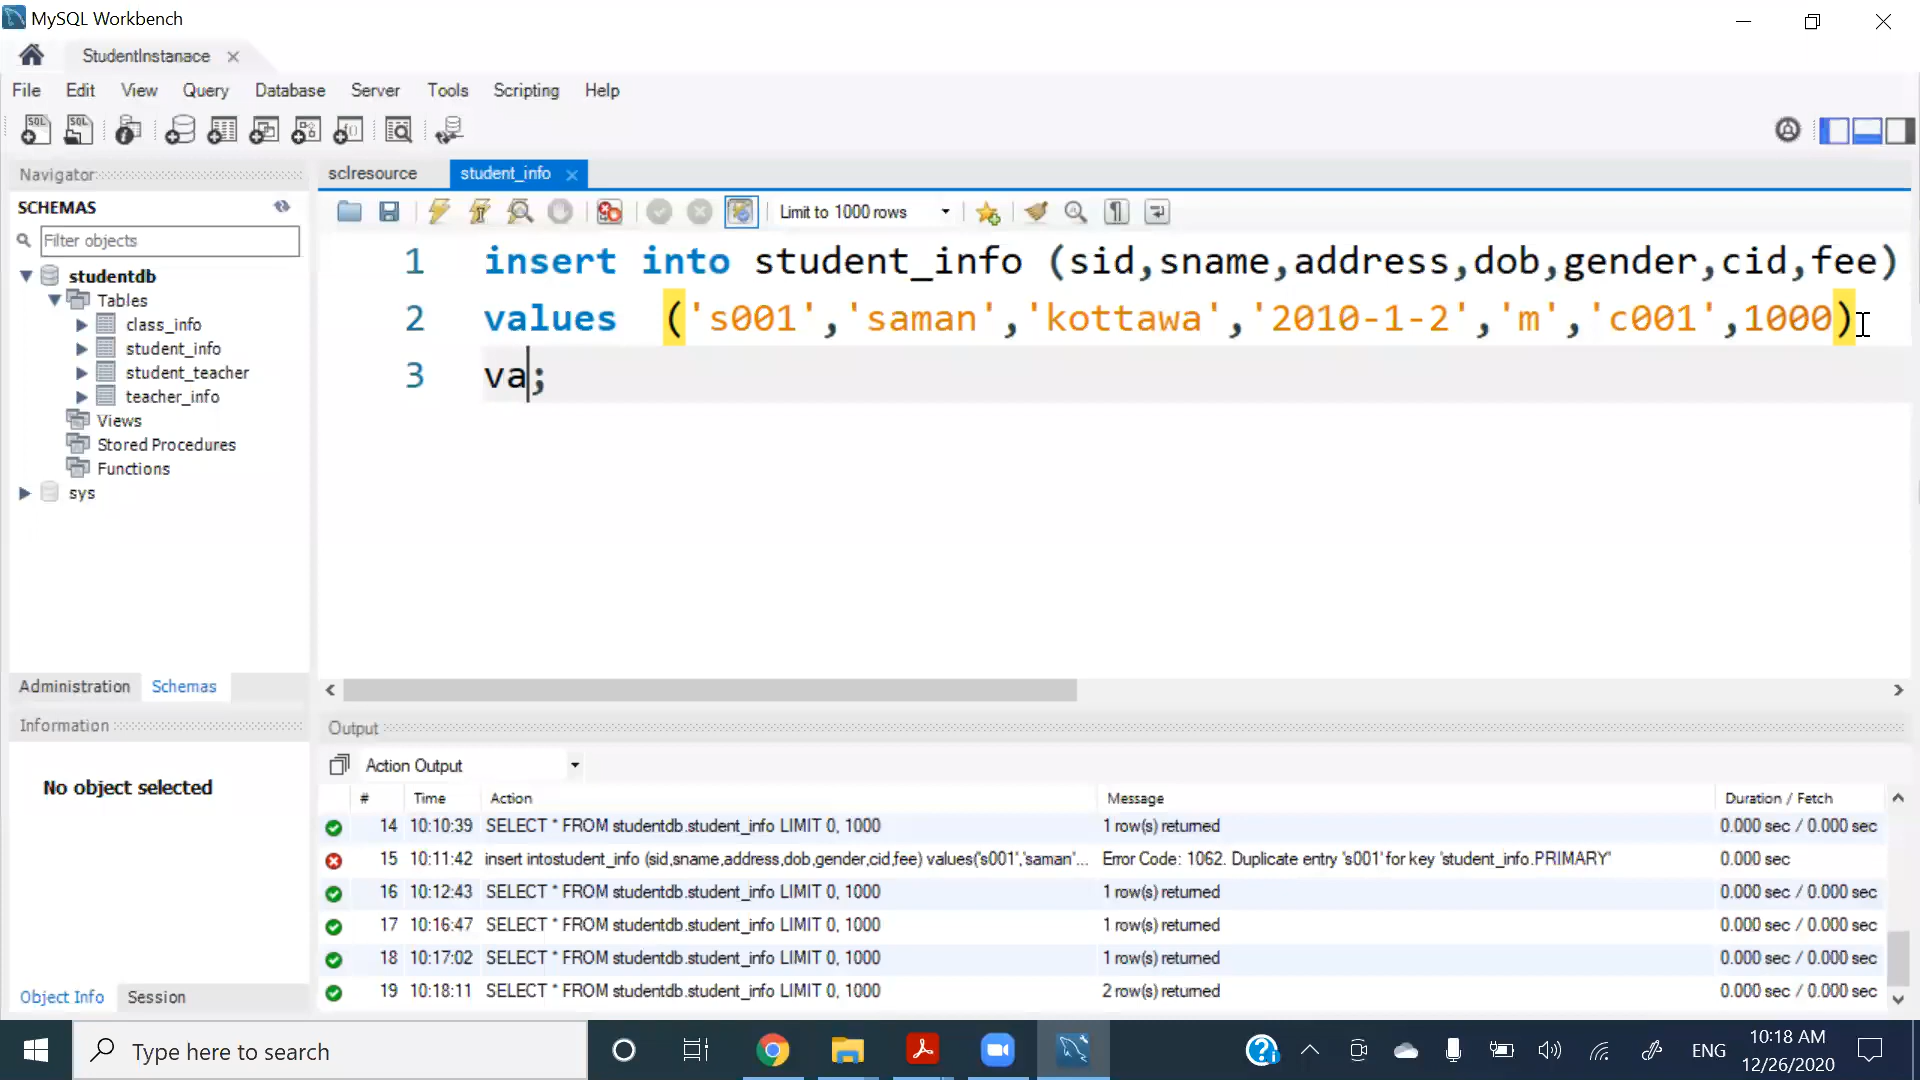 MySQL Workbench
StudentInstanace
File Edit View Query Database Server Tools Scripting Help
Navigator
SCHEMAS
Filter objects
studentdb
Tables
class_info
student_info
student_teacher
teacher_info
Views
Stored Procedures
Functions
sys
Administration Schemas
Information
No object selected
Object Info Session
sclresource student_info
Limit to 1000 rows
1 insert into student_info (sid,sname,address,dob,gender,cid,fee)
2 values ('s001','saman','kottawa','2010-1-2','m','c001',1000)
3 va;
Output
Action Output
# Time Action Message Duration / Fetch
14 10:10:39 SELECT * FROM studentdb.student_info LIMIT 0, 1000 1 row(s) returned 0.000 sec / 0.000 sec
15 10:11:42 insert intostudent_info (sid,sname,address,dob,gender,cid,fee) values('s001','saman'... Error Code: 1062. Duplicate entry 's001' for key 'student_info.PRIMARY' 0.000 sec
16 10:12:43 SELECT * FROM studentdb.student_info LIMIT 0, 1000 1 row(s) returned 0.000 sec / 0.000 sec
17 10:16:47 SELECT * FROM studentdb.student_info LIMIT 0, 1000 1 row(s) returned 0.000 sec / 0.000 sec
18 10:17:02 SELECT * FROM studentdb.student_info LIMIT 0, 1000 1 row(s) returned 0.000 sec / 0.000 sec
19 10:18:11 SELECT * FROM studentdb.student_info LIMIT 0, 1000 2 row(s) returned 0.000 sec / 0.000 sec
Type here to search
ENG
10:18 AM
12/26/2020